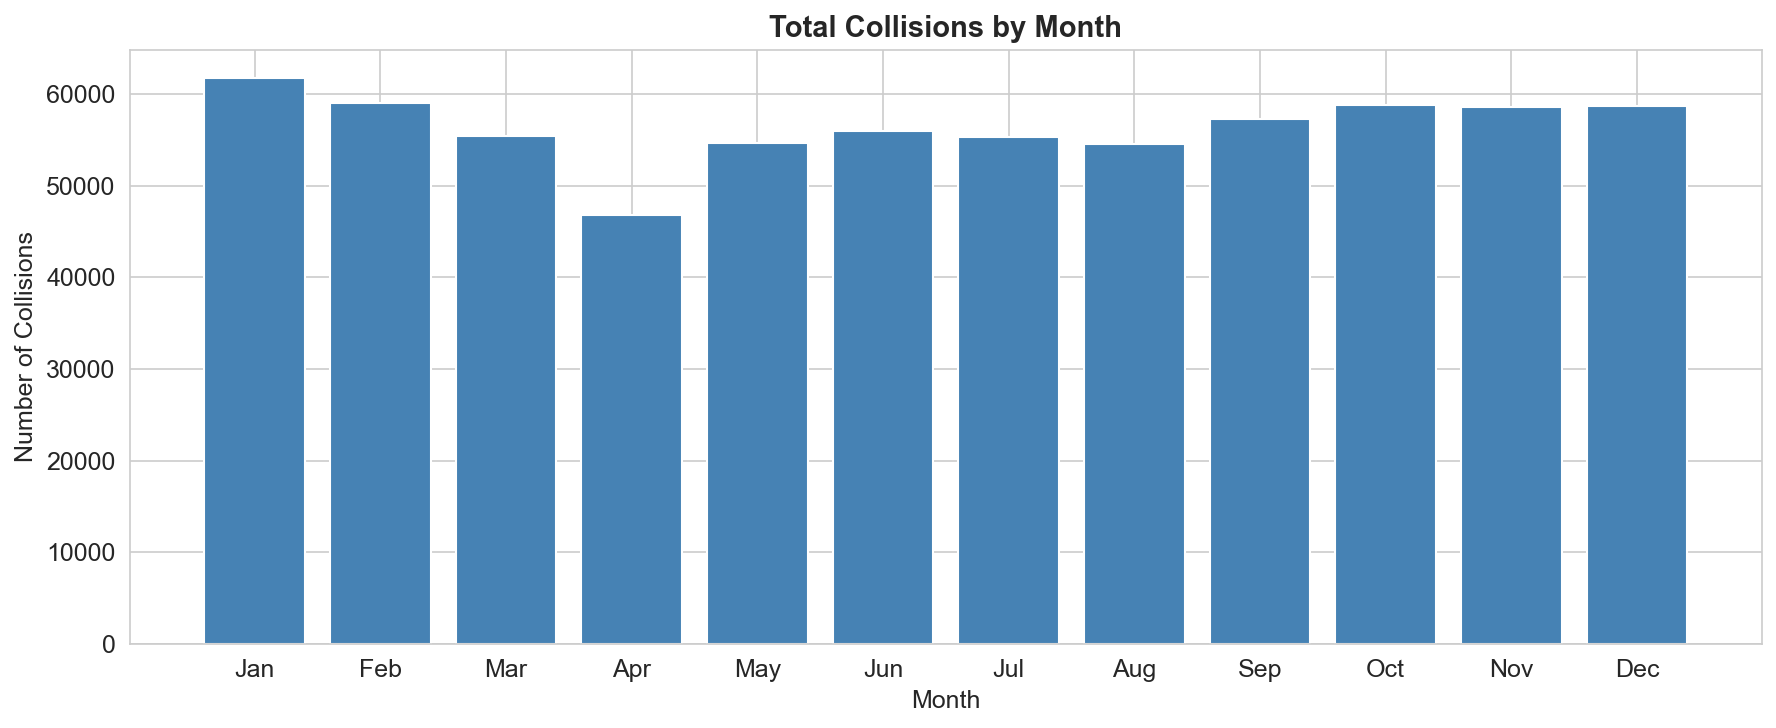 Total Collisions by Month
Number of Collisions
60000
50000
40000
30000
20000
10000
0
Jan Feb Mar Apr May Jun Jul Aug Sep Oct Nov Dec
Month